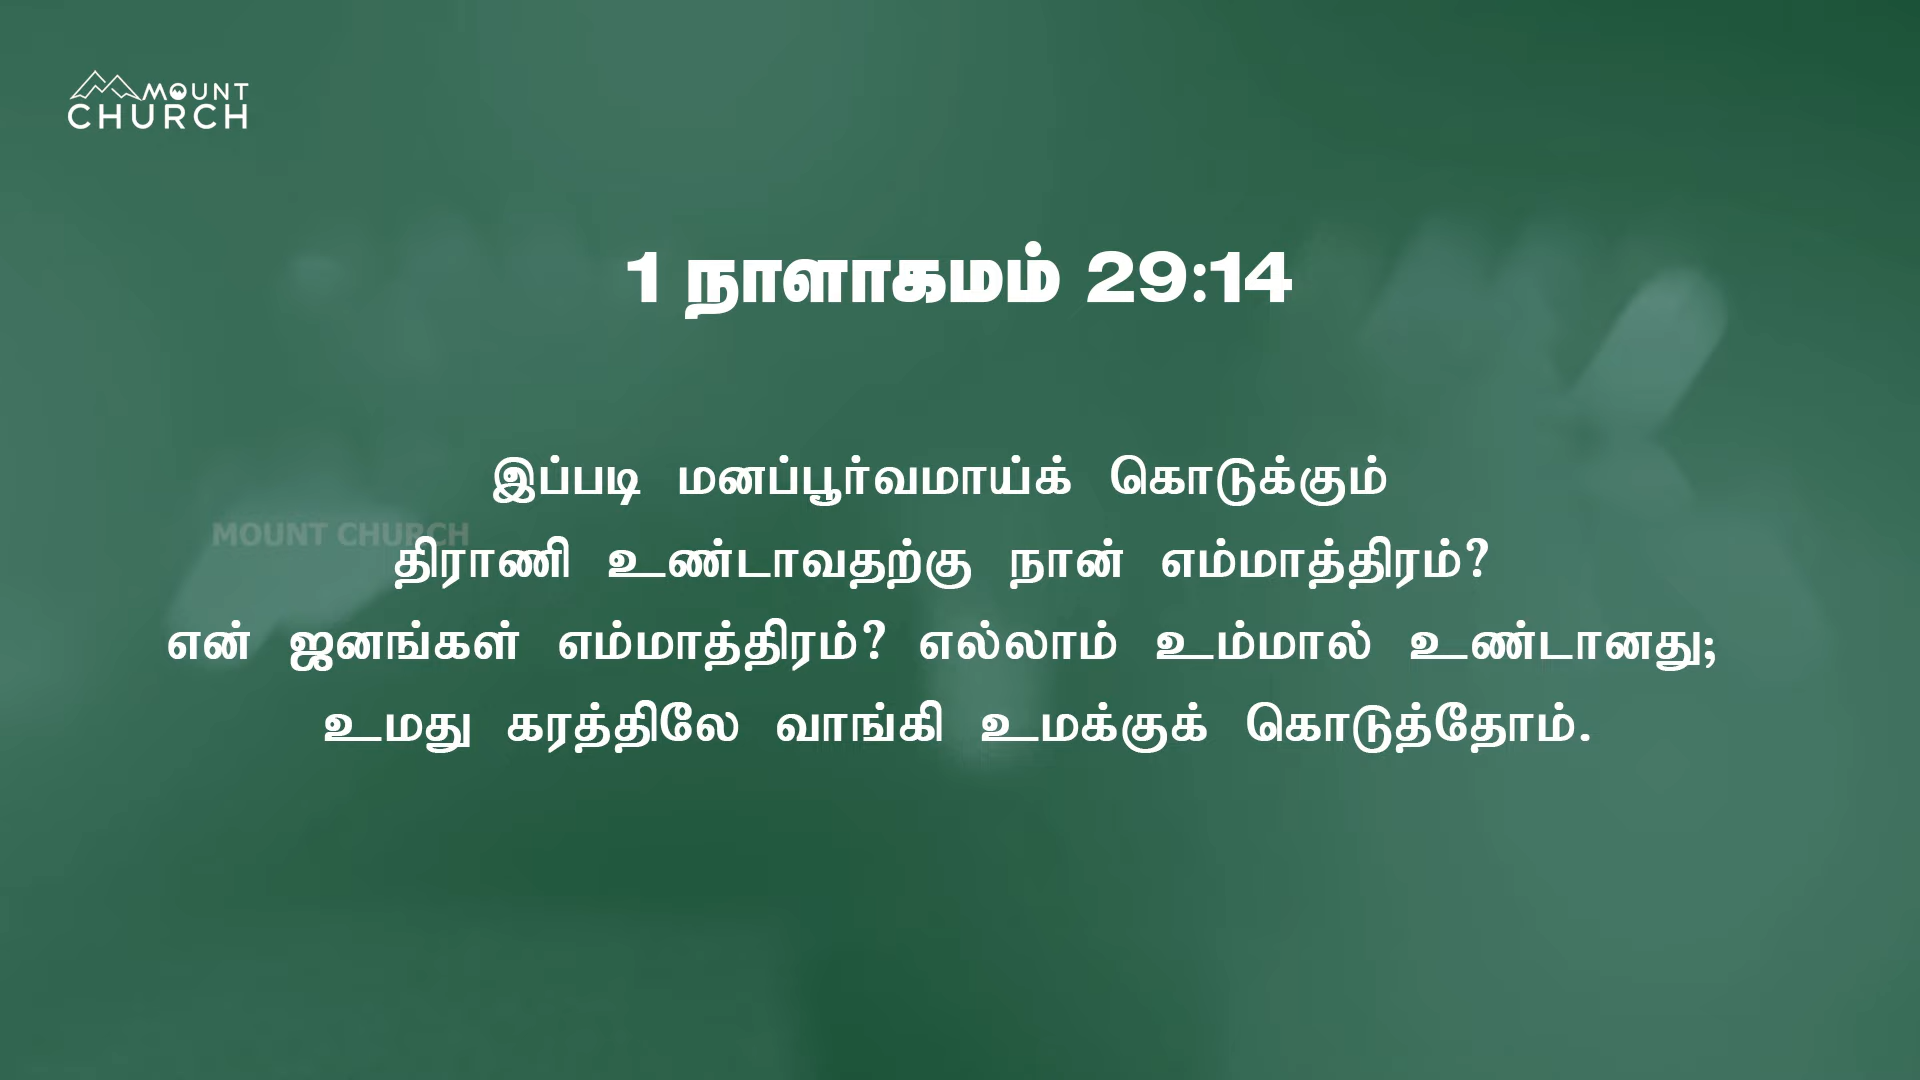 MOUNT
CHURCH
1 நாளாகமம் 29:14
இப்படி மனப்பூர்வமாய்க் கொடுக்கும்
MOUNT CHURCH
திராணி உண்டாவதற்கு நான் எம்மாத்திரம்?
என் ஜனங்கள் எம்மாத்திரம்? எல்லாம் உம்மால் உண்டானது;
உமது கரத்திலே வாங்கி உமக்குக் கொடுத்தோம்.